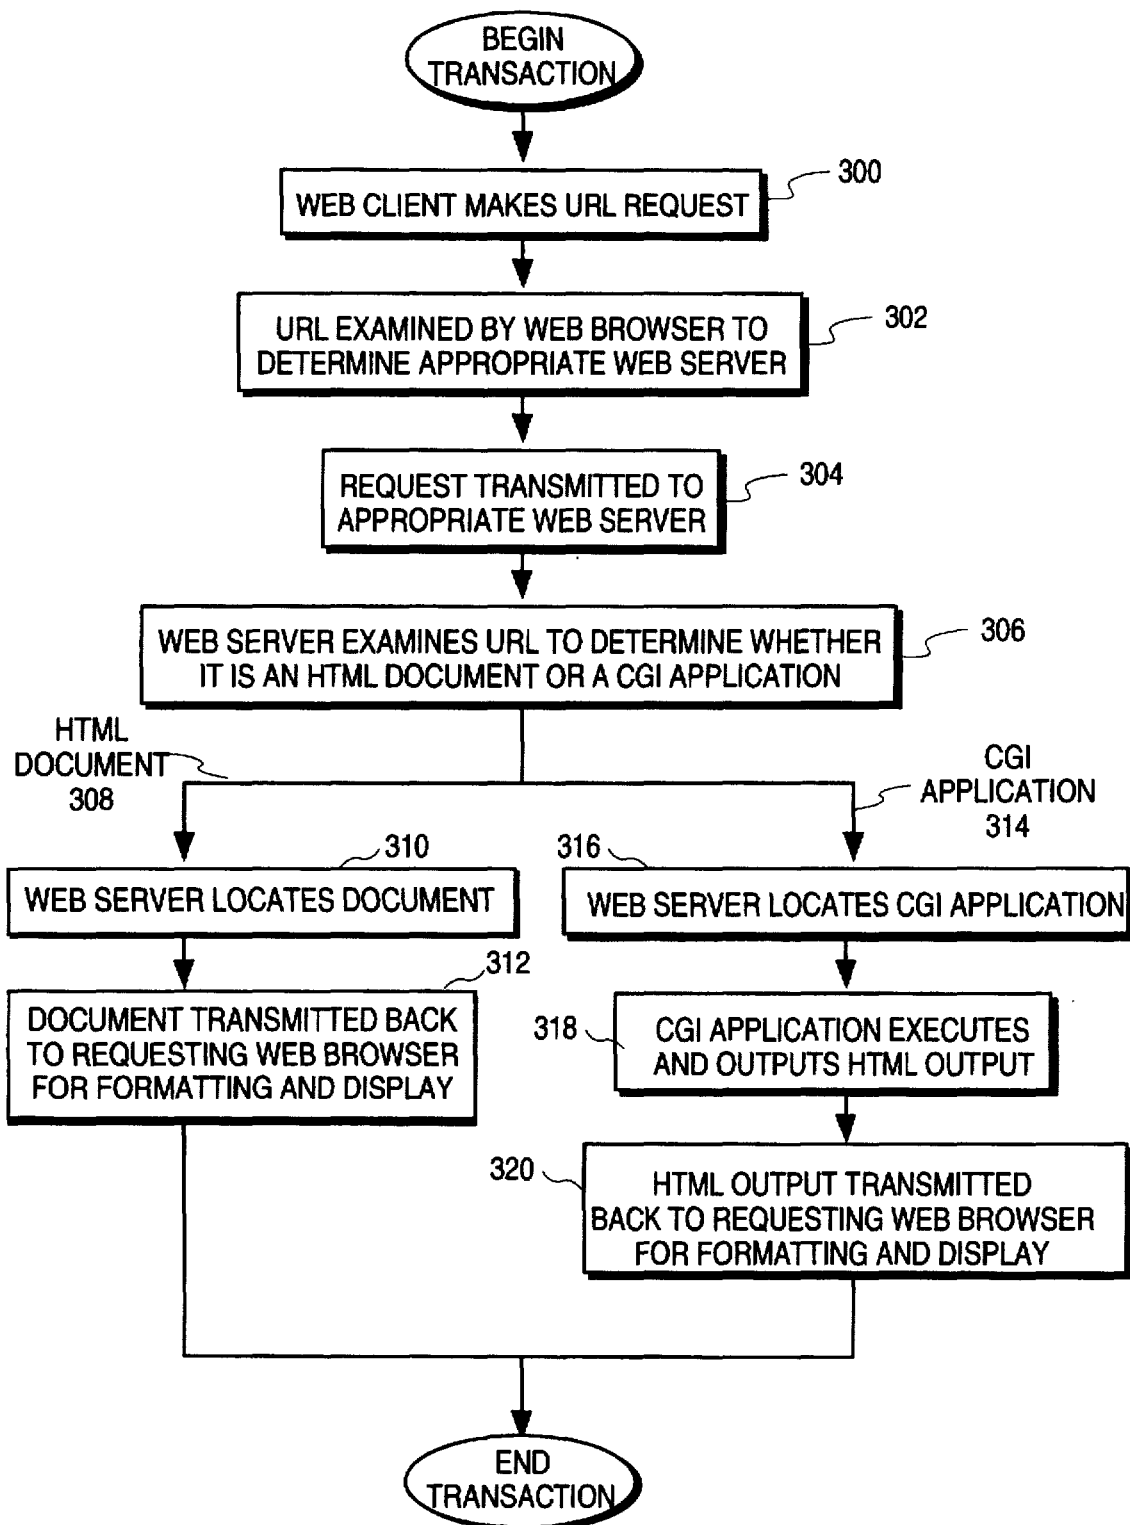 BEGIN
TRANSACTION
300
WEB CLIENT MAKES URL REQUEST
302
URL EXAMINED BY WEB BROWSER TO
DETERMINE APPROPRIATE WEB SERVER
304
REQUEST TRANSMITTED TO
APPROPRIATE WEB SERVER
306
WEB SERVER EXAMINES URL TO DETERMINE WHETHER
IT IS AN HTML DOCUMENT OR A CGI APPLICATION
HTML
DOCUMENT
308
CGI
APPLICATION
314
310
WEB SERVER LOCATES DOCUMENT
312
DOCUMENT TRANSMITTED BACK
TO REQUESTING WEB BROWSER
FOR FORMATTING AND DISPLAY
316
WEB SERVER LOCATES CGI APPLICATION
318
CGI APPLICATION EXECUTES
AND OUTPUTS HTML OUTPUT
320
HTML OUTPUT TRANSMITTED
BACK TO REQUESTING WEB BROWSER
FOR FORMATTING AND DISPLAY
END
TRANSACTION